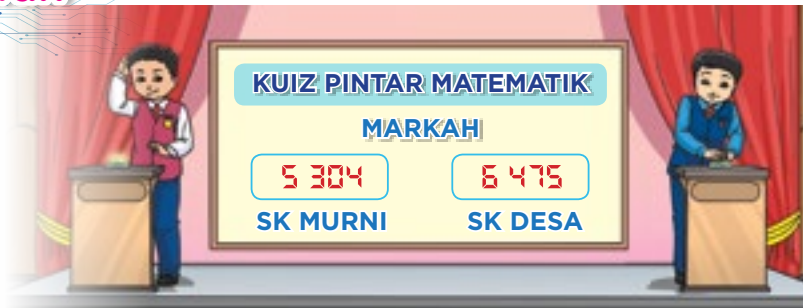 KUIZ PINTAR MATEMATIK
MARKAH
5 304 6 475
SK MURNI SK DESA